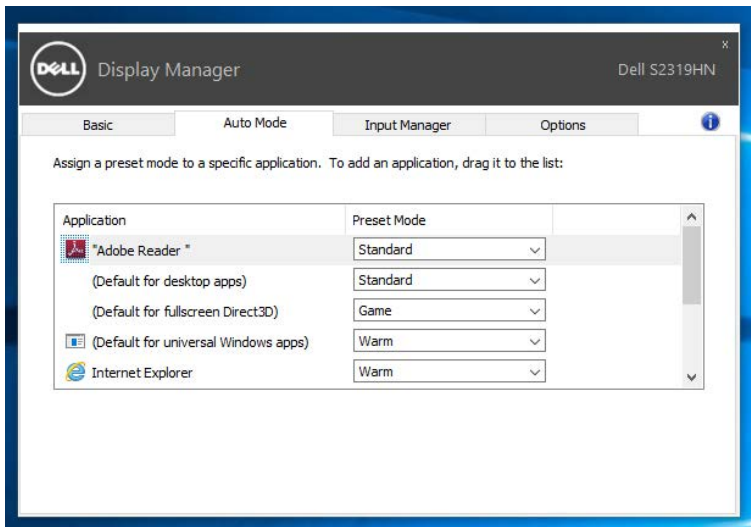 x
DELL Display Manager Dell S2319HN
Basic Auto Mode Input Manager Options i
Assign a preset mode to a specific application. To add an application, drag it to the list:
Application Preset Mode
"Adobe Reader " Standard
(Default for desktop apps) Standard
(Default for fullscreen Direct3D) Game
(Default for universal Windows apps) Warm
Internet Explorer Warm